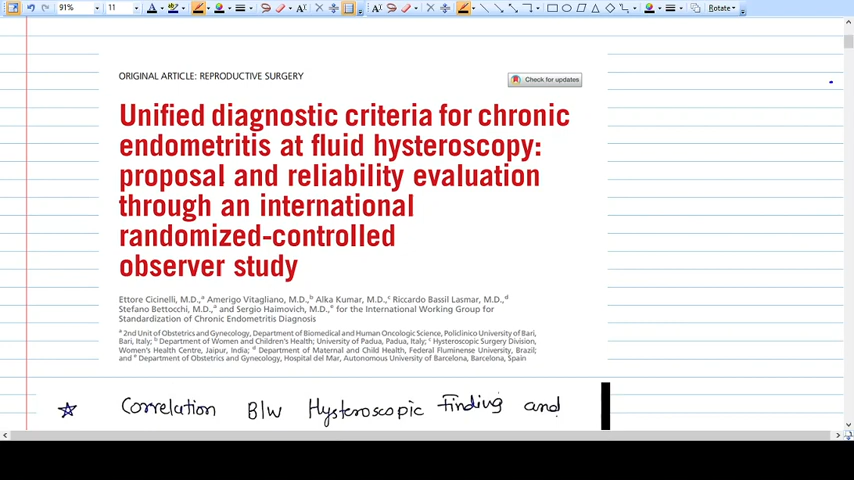 91%
11
Rotate
ORIGINAL ARTICLE: REPRODUCTIVE SURGERY
Check for updates
Unified diagnostic criteria for chronic
endometritis at fluid hysteroscopy:
proposal and reliability evaluation
through an international
randomized-controlled
observer study
Ettore Cicinelli, M.D.,a Amerigo Vitagliano, M.D.,b Alka Kumar, M.D.,c Riccardo Bassil Lasmar, M.D.,d
Stefano Bettocchi, M.D.,a and Sergio Haimovich, M.D.,e for the International Working Group for
Standardization of Chronic Endometritis Diagnosis
a 2nd Unit of Obstetrics and Gynecology, Department of Biomedical and Human Oncologic Science, Policlinico University of Bari,
Bari, Italy; b Department of Women and Children's Health; University of Padua, Padua, Italy; c Hysteroscopic Surgery Division,
Women's Health Centre, Jaipur, India; d Department of Maternal and Child Health, Federal Fluminense University, Brazil;
and e Department of Obstetrics and Gynecology, Hospital del Mar, Autonomous University of Barcelona, Barcelona, Spain
Correlation B/w Hysteroscopic Finding and